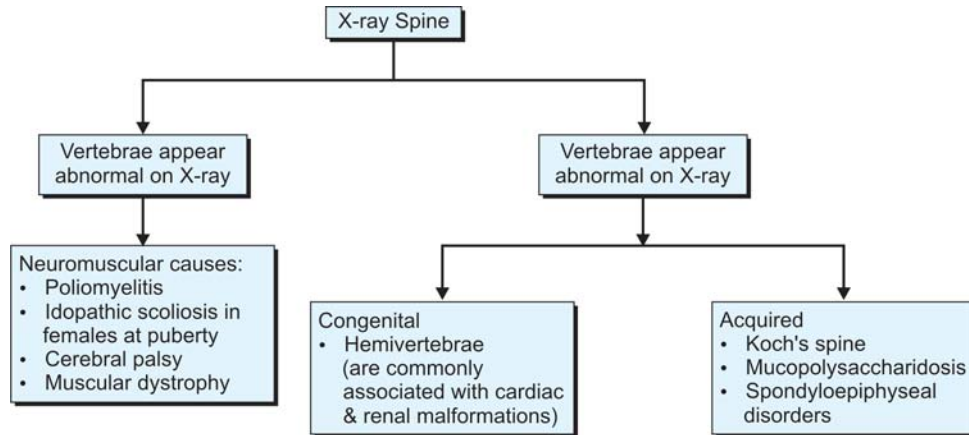 X-ray Spine
Vertebrae appear
abnormal on X-ray
Vertebrae appear
abnormal on X-ray
Neuromuscular causes:
• Poliomyelitis
• Idopathic scoliosis in
females at puberty
• Cerebral palsy
• Muscular dystrophy
Congenital
• Hemivertebrae
(are commonly
associated with cardiac
& renal malformations)
Acquired
• Koch's spine
• Mucopolysaccharidosis
• Spondyloepiphyseal
disorders